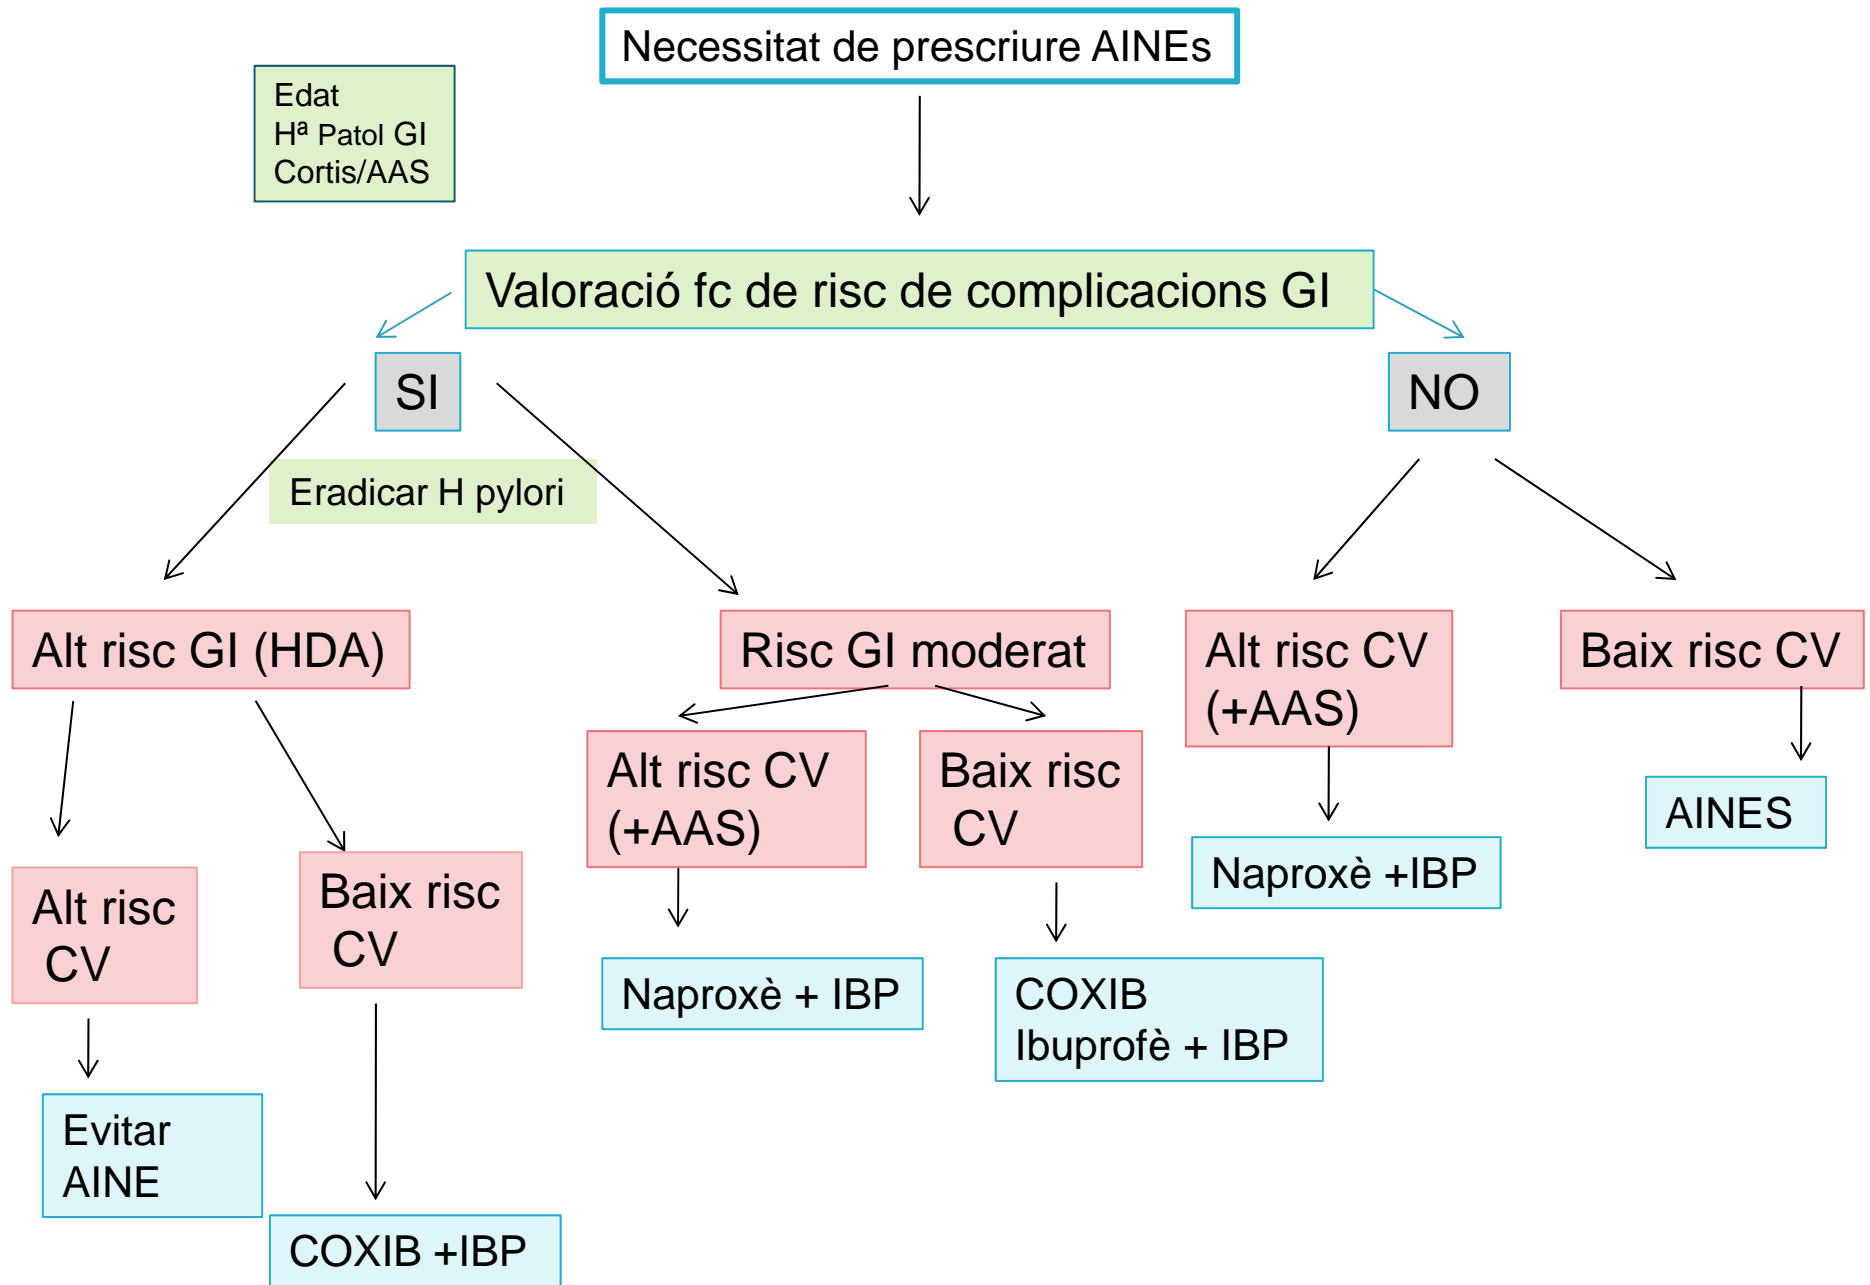 Necessitat de prescriure AINEs
Edat
Hª Patol GI
Cortis/AAS
Valoració fc de risc de complicacions GI
SI
NO
Eradicar H pylori
Alt risc GI (HDA)
Risc GI moderat
Alt risc CV
(+AAS)
Baix risc CV
Alt risc CV
(+AAS)
Baix risc
CV
AINES
Alt risc
CV
Baix risc
CV
Naproxè +IBP
Naproxè + IBP
COXIB
Ibuprofè + IBP
Evitar
AINE
COXIB +IBP